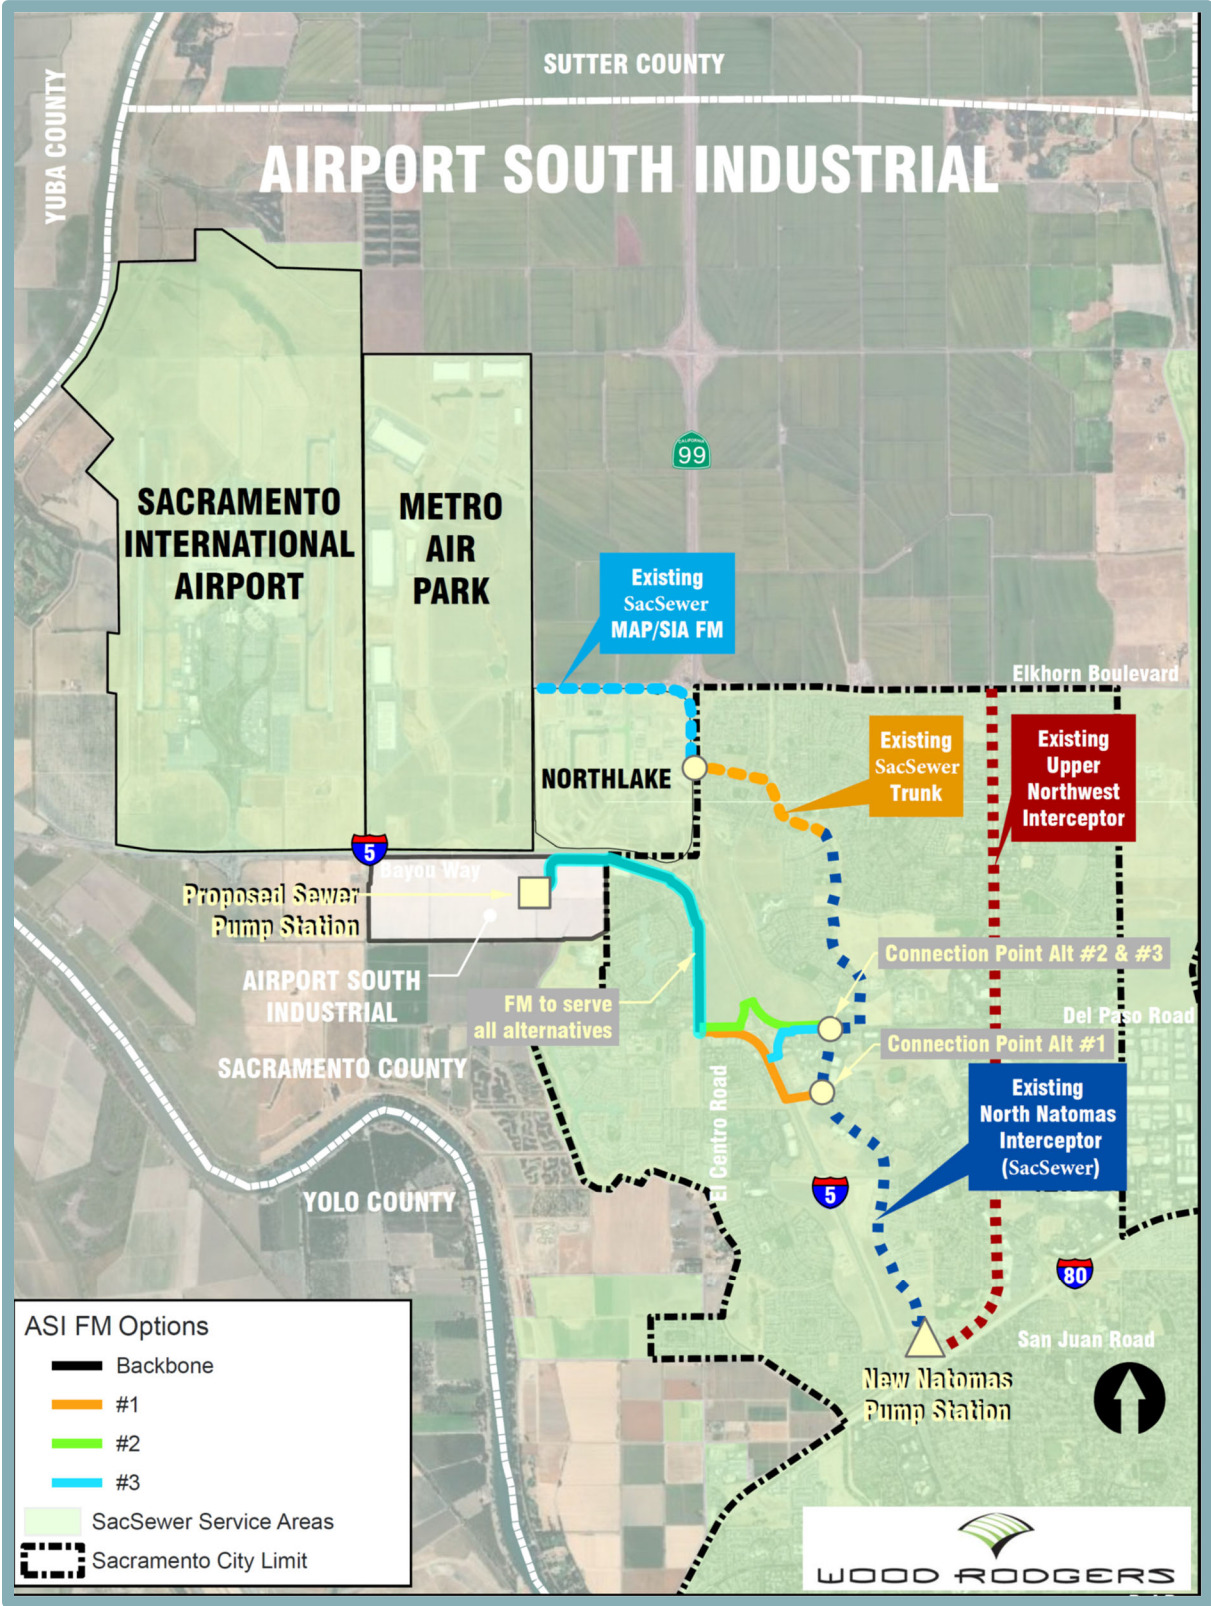 SUTTER COUNTY
YUBA COUNTY
AIRPORT SOUTH INDUSTRIAL
CALIFORNIA
99
SACRAMENTO
INTERNATIONAL
AIRPORT
METRO
AIR
PARK
Existing
SacSewer
MAP/SIA FM
Elkhorn Boulevard
Existing
SacSewer
Trunk
Existing
Upper
Northwest
Interceptor
NORTHLAKE
5
Bayou Way
Proposed Sewer
Pump Station
Connection Point Alt #2 & #3
AIRPORT SOUTH
INDUSTRIAL
FM to serve
all alternatives
Del Paso Road
Connection Point Alt #1
SACRAMENTO COUNTY
El Centro Road
Existing
North Natomas
Interceptor
(SacSewer)
YOLO COUNTY
5
80
San Juan Road
New Natomas
Pump Station
ASI FM Options
Backbone
#1
#2
#3
SacSewer Service Areas
Sacramento City Limit
WOOD RODGERS